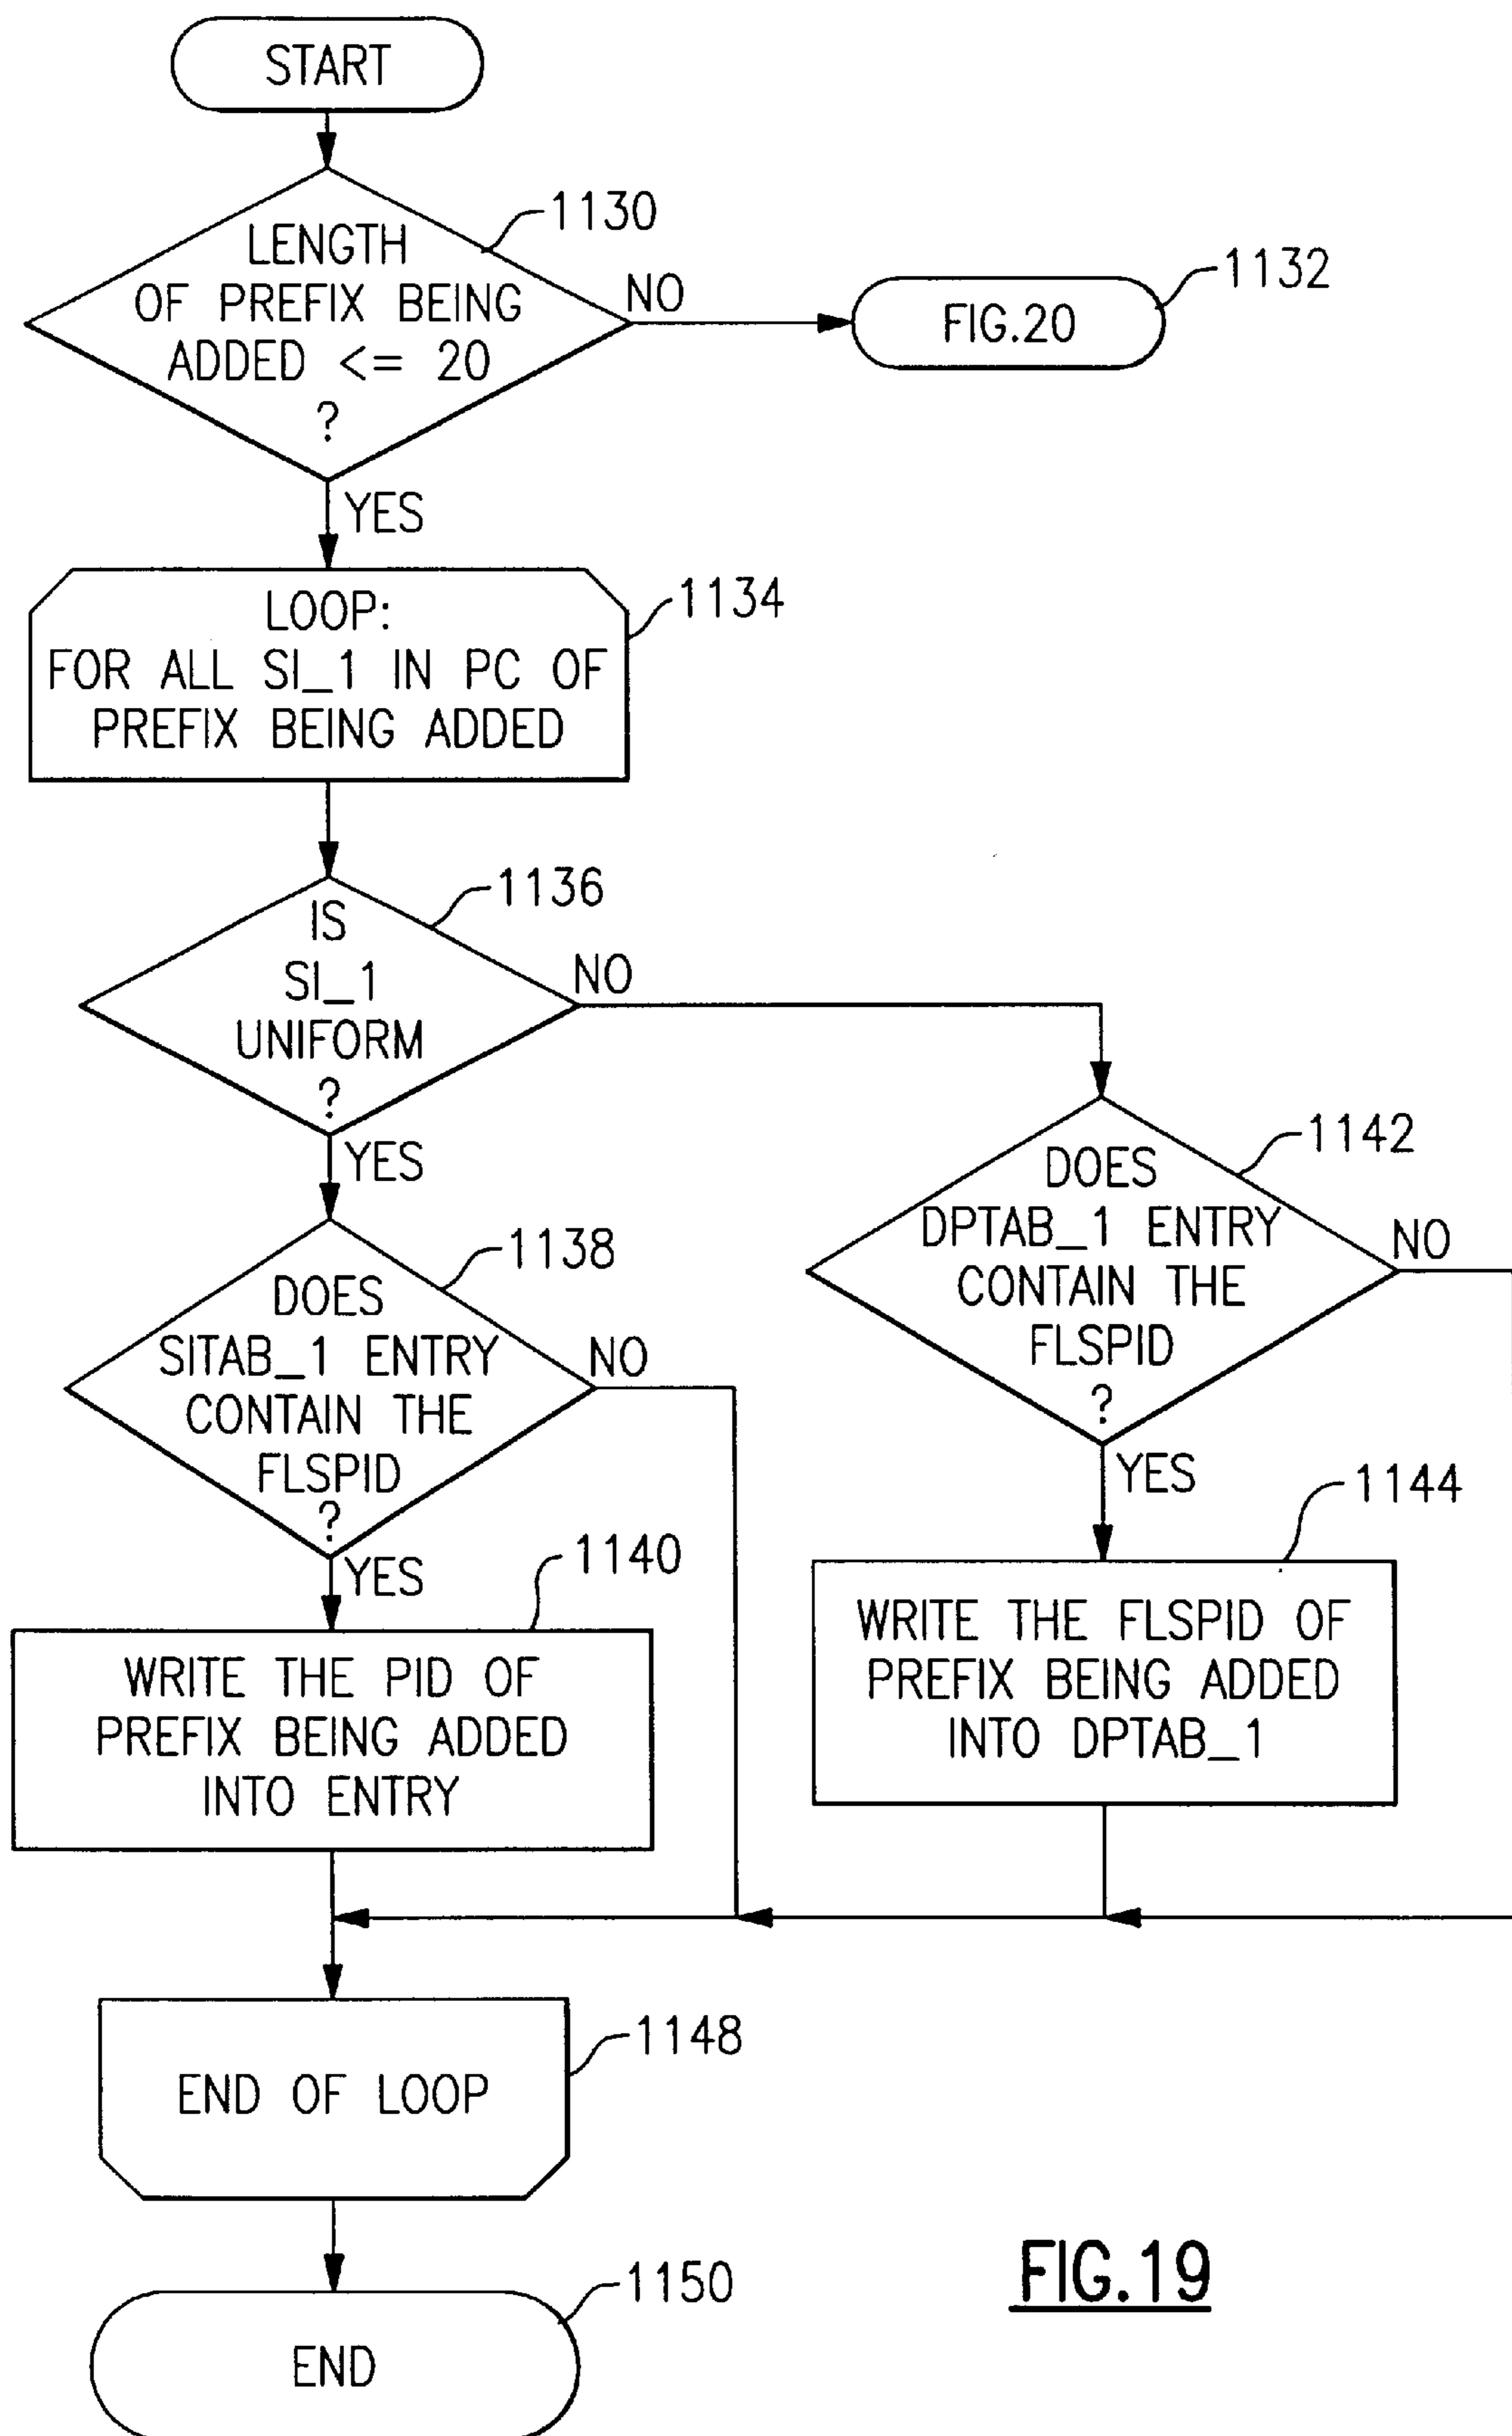 START
LENGTH
OF PREFIX BEING
ADDED <= 20
?
1130
NO
FIG.20
1132
YES
LOOP:
FOR ALL SI_1 IN PC OF
PREFIX BEING ADDED
1134
IS
SI_1
UNIFORM
?
1136
NO
YES
DOES
SITAB_1 ENTRY
CONTAIN THE
FLSPID
?
1138
NO
YES
DOES
DPTAB_1 ENTRY
CONTAIN THE
FLSPID
?
1142
NO
YES
WRITE THE PID OF
PREFIX BEING ADDED
INTO ENTRY
1140
WRITE THE FLSPID OF
PREFIX BEING ADDED
INTO DPTAB_1
1144
END OF LOOP
1148
END
1150
FIG.19